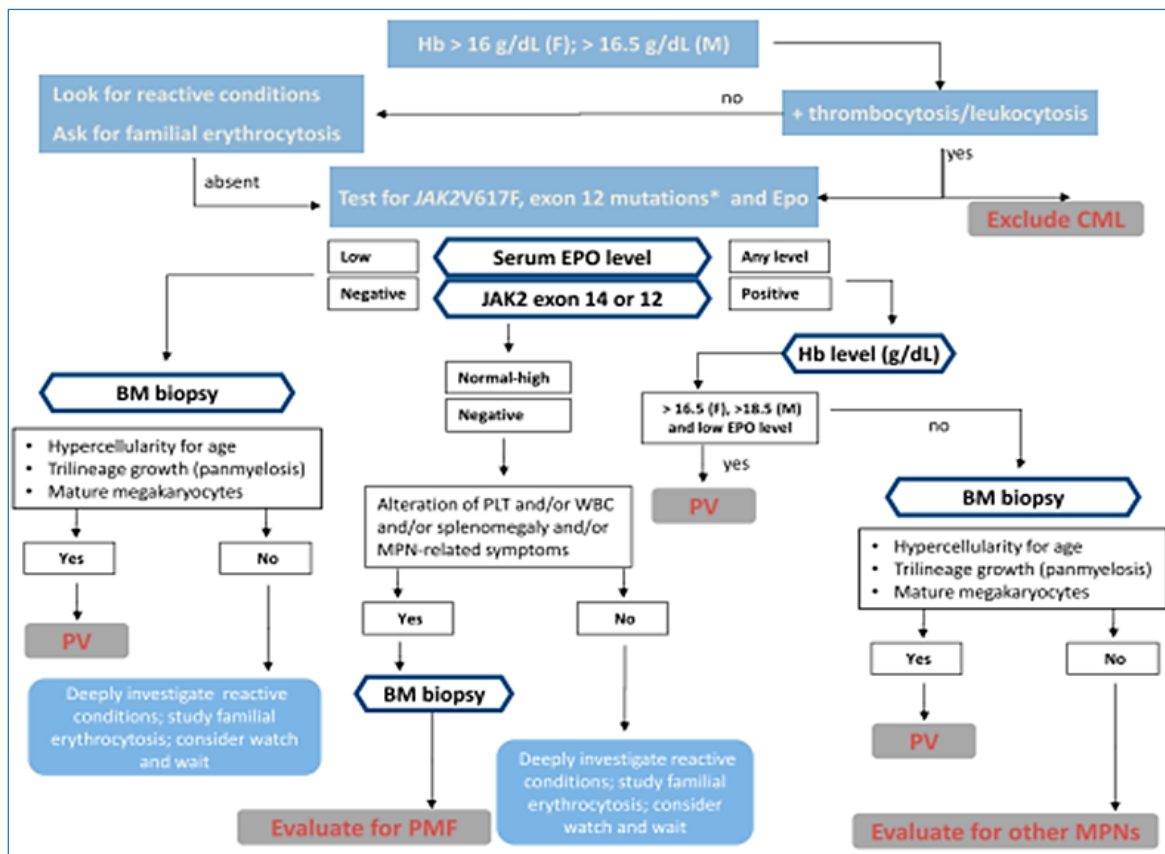 Hb > 16 g/dL (F); > 16.5 g/dL (M)
Look for reactive conditions
Ask for familial erythrocytosis
no
+ thrombocytosis/leukocytosis
absent
yes
Test for JAK2V617F, exon 12 mutations* and Epo
Exclude CML
Low
Serum EPO level
Any level
Negative
JAK2 exon 14 or 12
Positive
Hb level (g/dL)
BM biopsy
Normal-high
Negative
> 16.5 (F), >18.5 (M)
and low EPO level
no
yes
• Hypercellularity for age
• Trilineage growth (panmyelosis)
• Mature megakaryocytes
Alteration of PLT and/or WBC
and/or splenomegaly and/or
MPN-related symptoms
PV
BM biopsy
• Hypercellularity for age
• Trilineage growth (panmyelosis)
• Mature megakaryocytes
Yes
No
Yes
No
Yes
No
PV
BM biopsy
PV
Deeply investigate reactive
conditions; study familial
erythrocytosis; consider watch
and wait
Deeply investigate reactive
conditions; study familial
erythrocytosis; consider
watch and wait
Evaluate for PMF
Evaluate for other MPNs